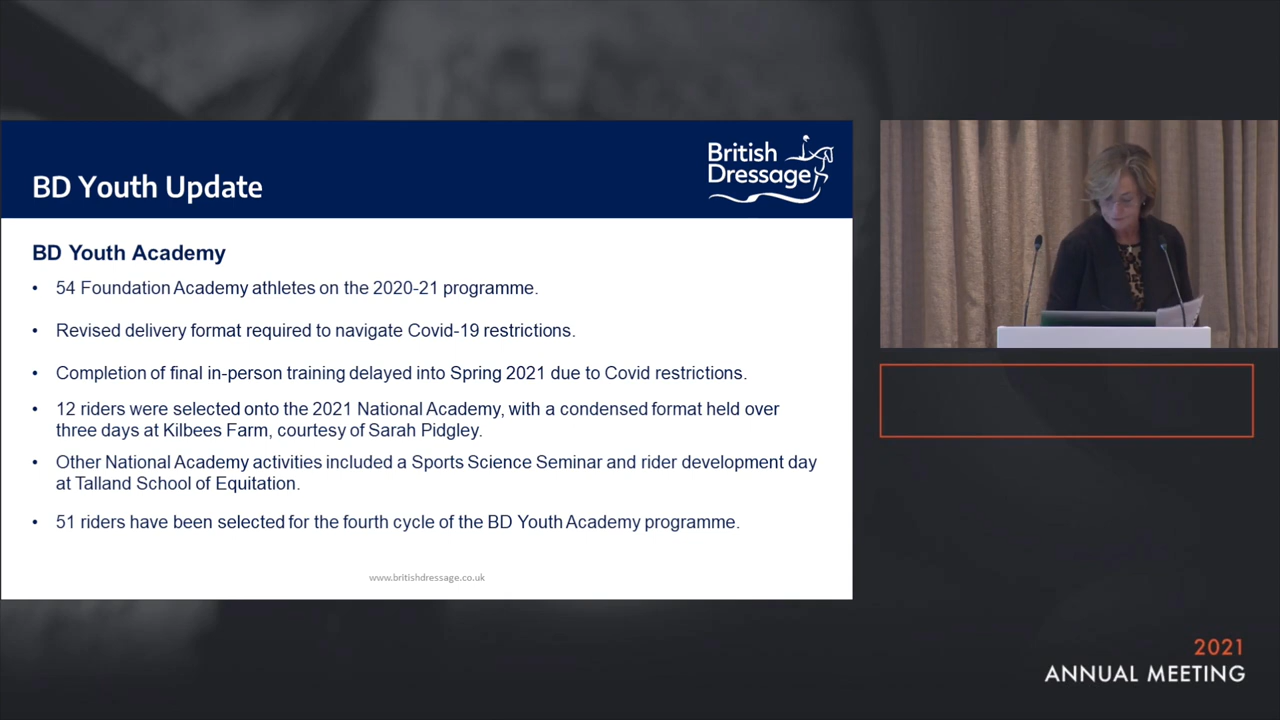 BD Youth Update
British
Dressage
BD Youth Academy
• 54 Foundation Academy athletes on the 2020-21 programme.
• Revised delivery format required to navigate Covid-19 restrictions.
• Completion of final in-person training delayed into Spring 2021 due to Covid restrictions.
• 12 riders were selected onto the 2021 National Academy, with a condensed format held over
three days at Kilbees Farm, courtesy of Sarah Pidgley.
• Other National Academy activities included a Sports Science Seminar and rider development day
at Talland School of Equitation.
• 51 riders have been selected for the fourth cycle of the BD Youth Academy programme.
www.britishdressage.co.uk
2021
ANNUAL MEETING